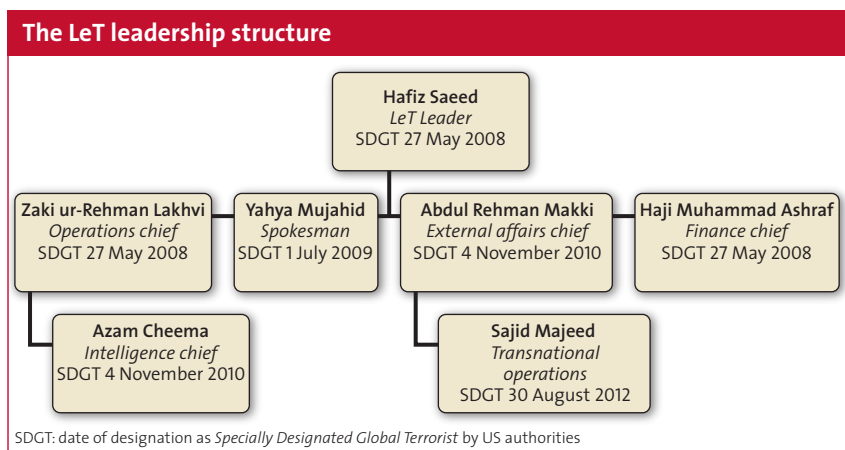 The LeT leadership structure
Hafiz Saeed
LeT Leader
SDGT 27 May 2008
Zaki ur-Rehman Lakhvi
Operations chief
SDGT 27 May 2008
Yahya Mujahid
Spokesman
SDGT 1 July 2009
Abdul Rehman Makki
External affairs chief
SDGT 4 November 2010
Haji Muhammad Ashraf
Finance chief
SDGT 27 May 2008
Azam Cheema
Intelligence chief
SDGT 4 November 2010
Sajid Majeed
Transnational
operations
SDGT 30 August 2012
SDGT: date of designation as Specially Designated Global Terrorist by US authorities